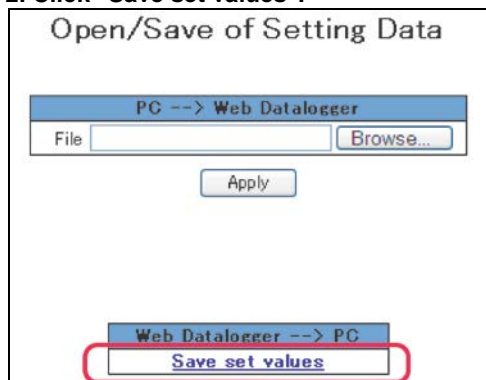 2. Click "Save set values".
Open/Save of Setting Data
PC --> Web Datalogger
File Browse...
Apply
Web Datalogger --> PC
Save set values